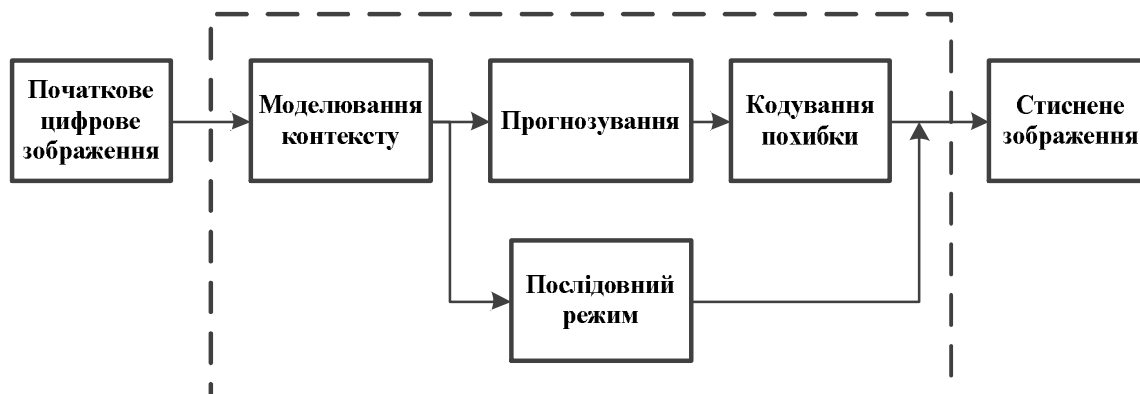 Початкове
цифрове
зображення
Моделювання
контексту
Прогнозування
Кодування
похибки
Стиснене
зображення
Послідовний
режим